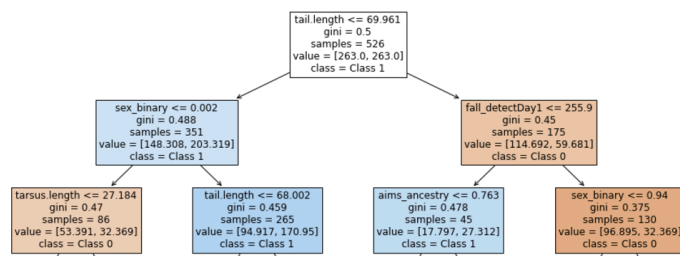 tail.length <= 69.961
gini = 0.5
samples = 526
value = [263.0, 263.0]
class = Class 1
sex_binary <= 0.002
gini = 0.488
samples = 351
value = [148.308, 203.319]
class = Class 1
fall_detectDay1 <= 255.9
gini = 0.45
samples = 175
value = [114.692, 59.681]
class = Class 0
tarsus.length <= 27.184
gini = 0.47
samples = 86
value = [53.391, 32.369]
class = Class 0
tail.length <= 68.002
gini = 0.459
samples = 265
value = [94.917, 170.95]
class = Class 1
aims_ancestry <= 0.763
gini = 0.478
samples = 45
value = [17.797, 27.312]
class = Class 1
sex_binary <= 0.94
gini = 0.375
samples = 130
value = [96.895, 32.369]
class = Class 0